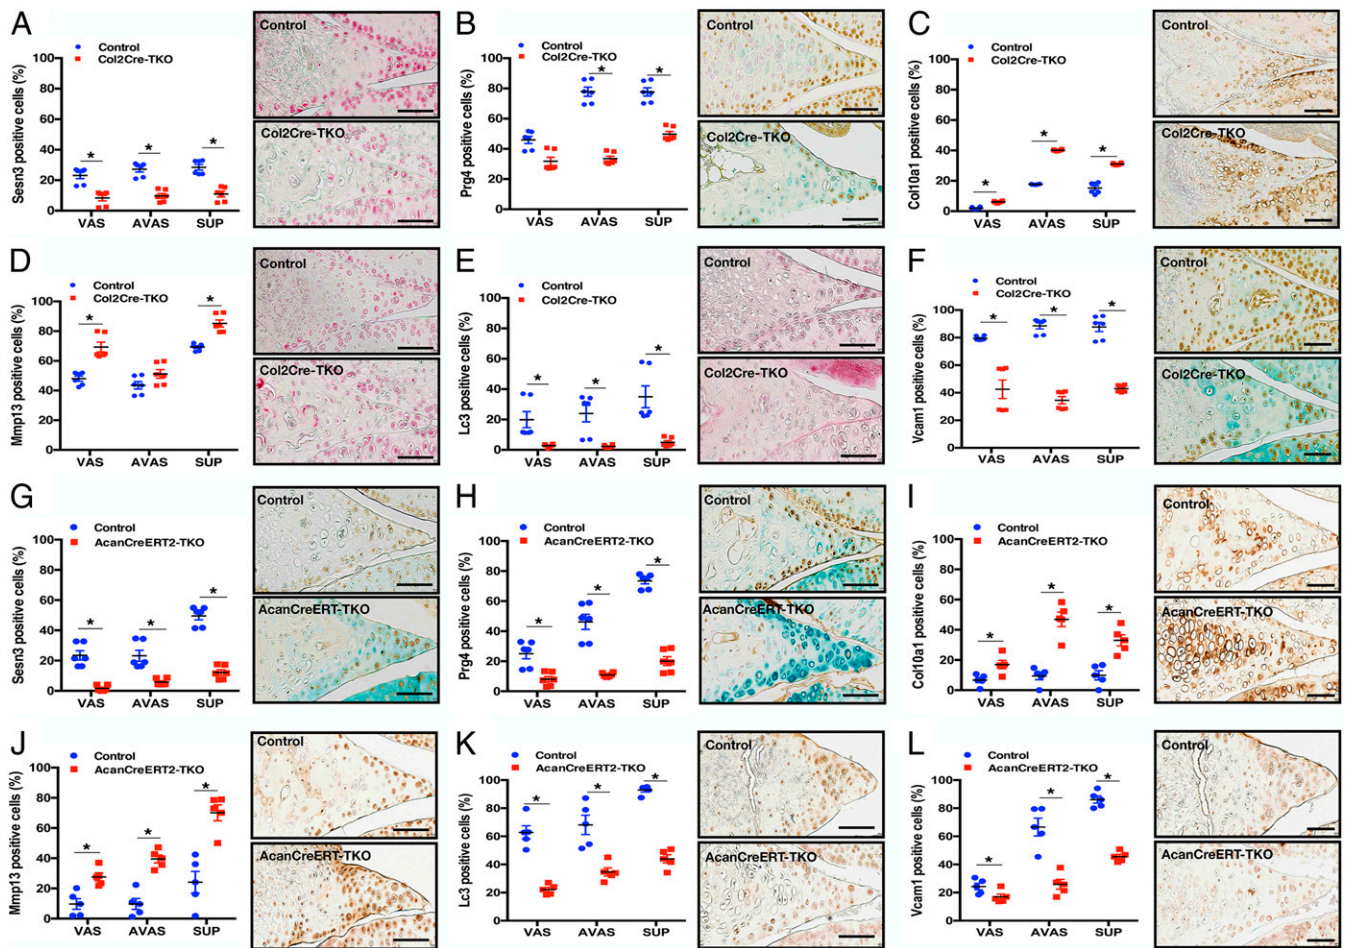 A
Control
Col2Cre-TKO
Sesn3 positive cells (%)
100
80
60
40
20
0
VAS AVAS SUP
* * *
Control
Col2Cre-TKO
B
Control
Col2Cre-TKO
Prg4 positive cells (%)
100
80
60
40
20
0
VAS AVAS SUP
* *
Control
Col2Cre-TKO
C
Control
Col2Cre-TKO
Col10a1 positive cells (%)
100
80
60
40
20
0
VAS AVAS SUP
* * *
Control
Col2Cre-TKO
D
Control
Col2Cre-TKO
Mmp13 positive cells (%)
100
80
60
40
20
0
VAS AVAS SUP
* *
Control
Col2Cre-TKO
E
Control
Col2Cre-TKO
Lc3 positive cells (%)
100
80
60
40
20
0
VAS AVAS SUP
* * *
Control
Col2Cre-TKO
F
Control
Col2Cre-TKO
Vcam1 positive cells (%)
100
80
60
40
20
0
VAS AVAS SUP
* * *
Control
Col2Cre-TKO
G
Control
AcanCreERT2-TKO
Sesn3 positive cells (%)
100
80
60
40
20
0
VAS AVAS SUP
* * *
Control
AcanCreERT-TKO
H
Control
AcanCreERT2-TKO
Prg4 positive cells (%)
100
80
60
40
20
0
VAS AVAS SUP
* * *
Control
AcanCreERT-TKO
I
Control
AcanCreERT2-TKO
Col10a1 positive cells (%)
100
80
60
40
20
0
VAS AVAS SUP
* * *
Control
AcanCreERT-TKO
J
Control
AcanCreERT2-TKO
Mmp13 positive cells (%)
100
80
60
40
20
0
VAS AVAS SUP
* * *
Control
AcanCreERT-TKO
K
Control
AcanCreERT2-TKO
Lc3 positive cells (%)
100
80
60
40
20
0
VAS AVAS SUP
* * *
Control
AcanCreERT-TKO
L
Control
AcanCreERT2-TKO
Vcam1 positive cells (%)
100
80
60
40
20
0
VAS AVAS SUP
* * *
Control
AcanCreERT-TKO